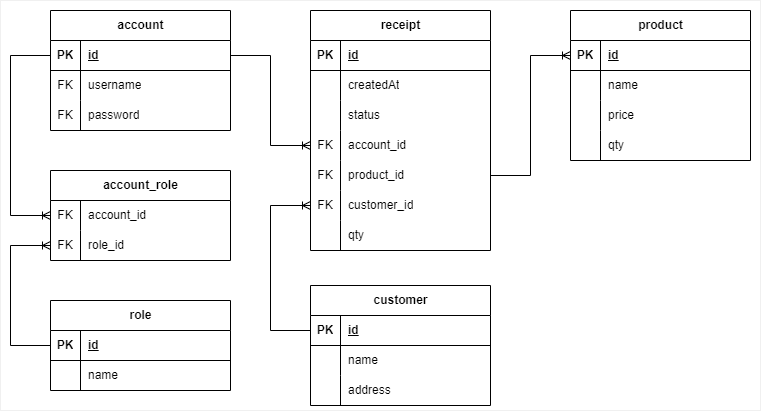 account
PK id
FK username
FK password
account_role
FK account_id
FK role_id
role
PK id
name
receipt
PK id
createdAt
status
FK account_id
FK product_id
FK customer_id
qty
customer
PK id
name
address
product
PK id
name
price
qty